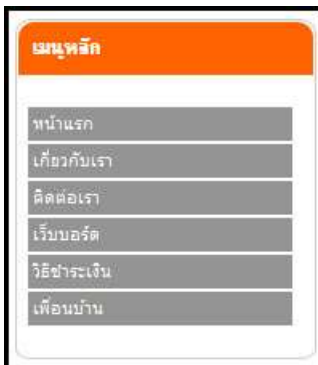 เมนูหลัก
หน้าแรก
เกี่ยวกับเรา
ติดต่อเรา
เว็บบอร์ด
วิธีชำระเงิน
เพื่อนบ้าน